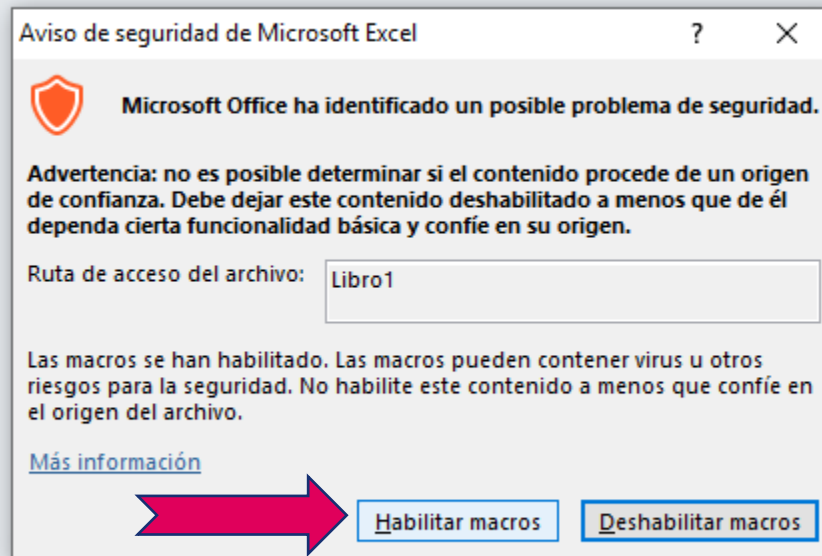 Aviso de seguridad de Microsoft Excel ? ×
Microsoft Office ha identificado un posible problema de seguridad.
Advertencia: no es posible determinar si el contenido procede de un origen
de confianza. Debe dejar este contenido deshabilitado a menos que de él
dependa cierta funcionalidad básica y confíe en su origen.
Ruta de acceso del archivo: Libro1
Las macros se han habilitado. Las macros pueden contener virus u otros
riesgos para la seguridad. No habilite este contenido a menos que confíe en
el origen del archivo.
Más información
Habilitar macros Deshabilitar macros